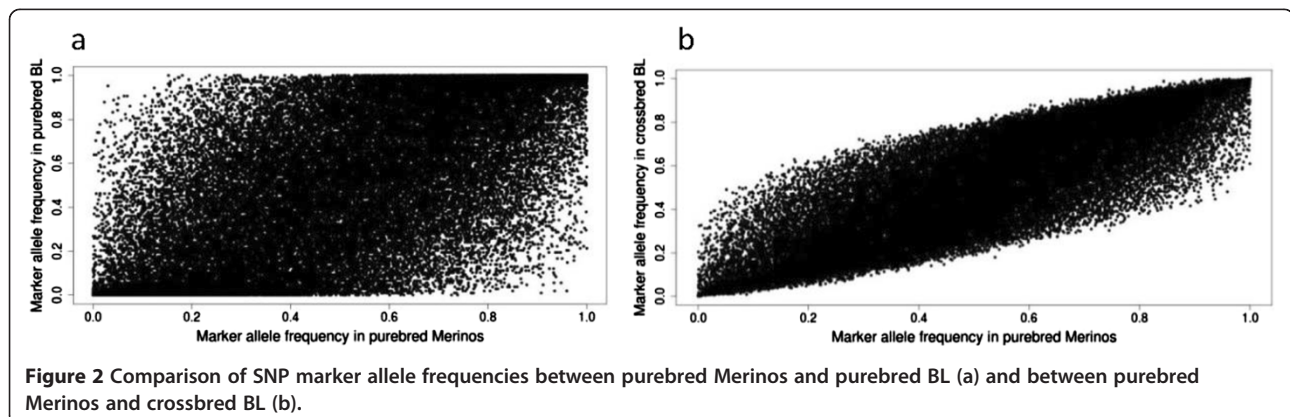 a
Marker allele frequency in purebred BL
1.0
0.8
0.6
0.4
0.2
0.0
0.0 0.2 0.4 0.6 0.8 1.0
Marker allele frequency in purebred Merinos
b
Marker allele frequency in crossbred BL
1.0
0.8
0.6
0.4
0.2
0.0
0.0 0.2 0.4 0.6 0.8 1.0
Marker allele frequency in purebred Merinos
Figure 2 Comparison of SNP marker allele frequencies between purebred Merinos and purebred BL (a) and between purebred
Merinos and crossbred BL (b).